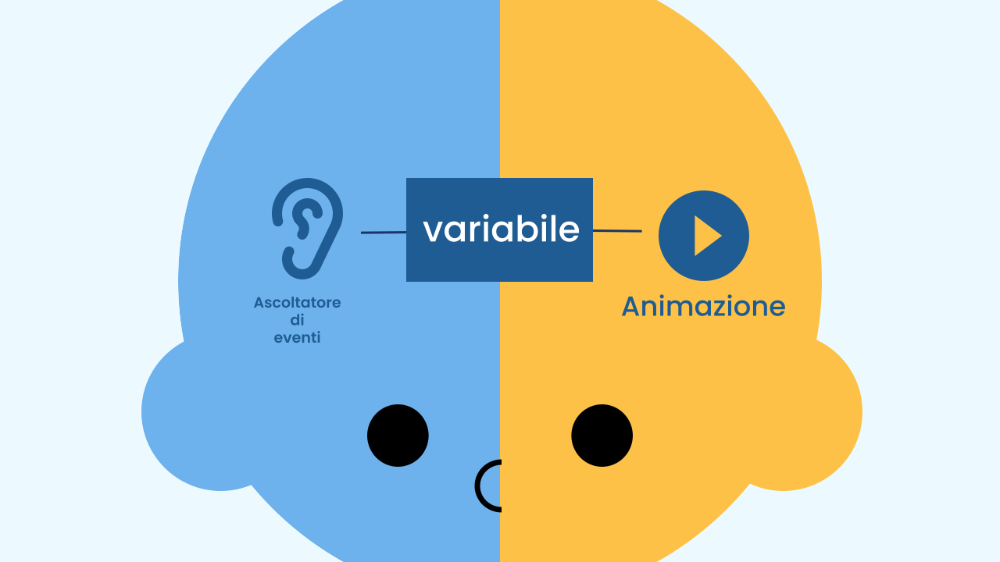 variabile
Ascoltatore
di
eventi
Animazione